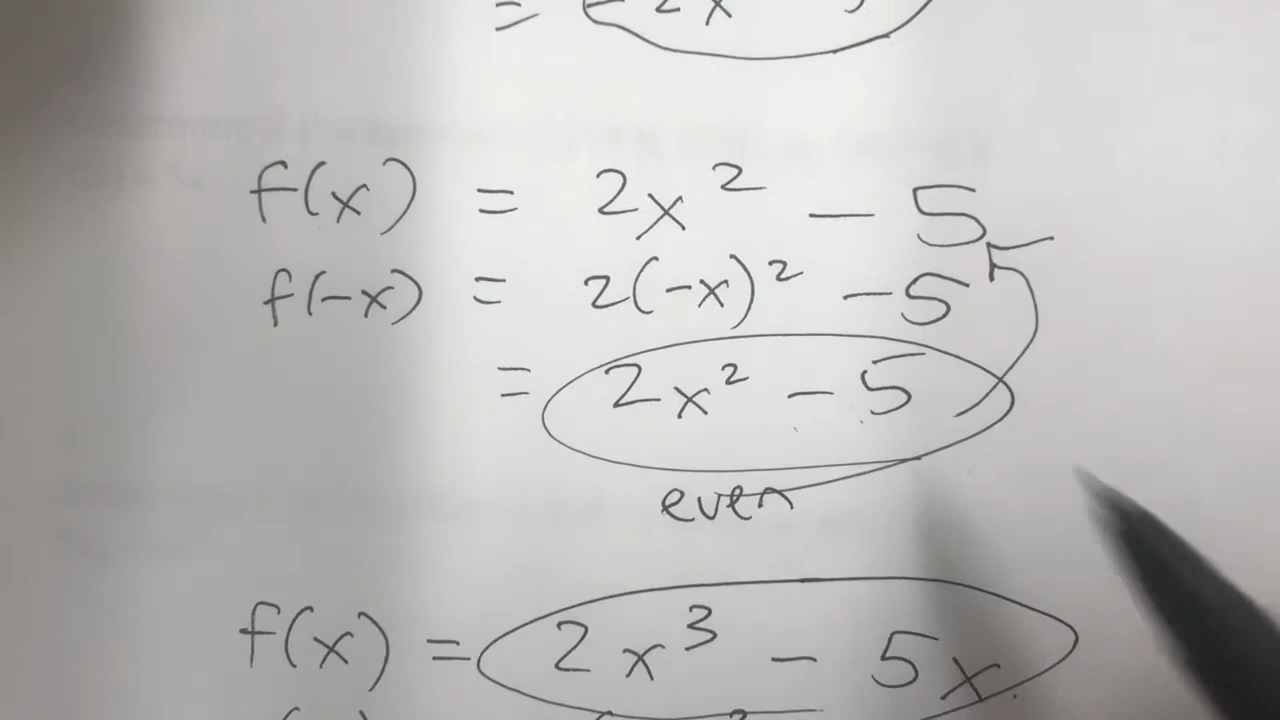 f(x) = 2x² - 5
f(-x) = 2(-x)² - 5
= 2x² - 5
even
f(x) = 2x³ - 5x